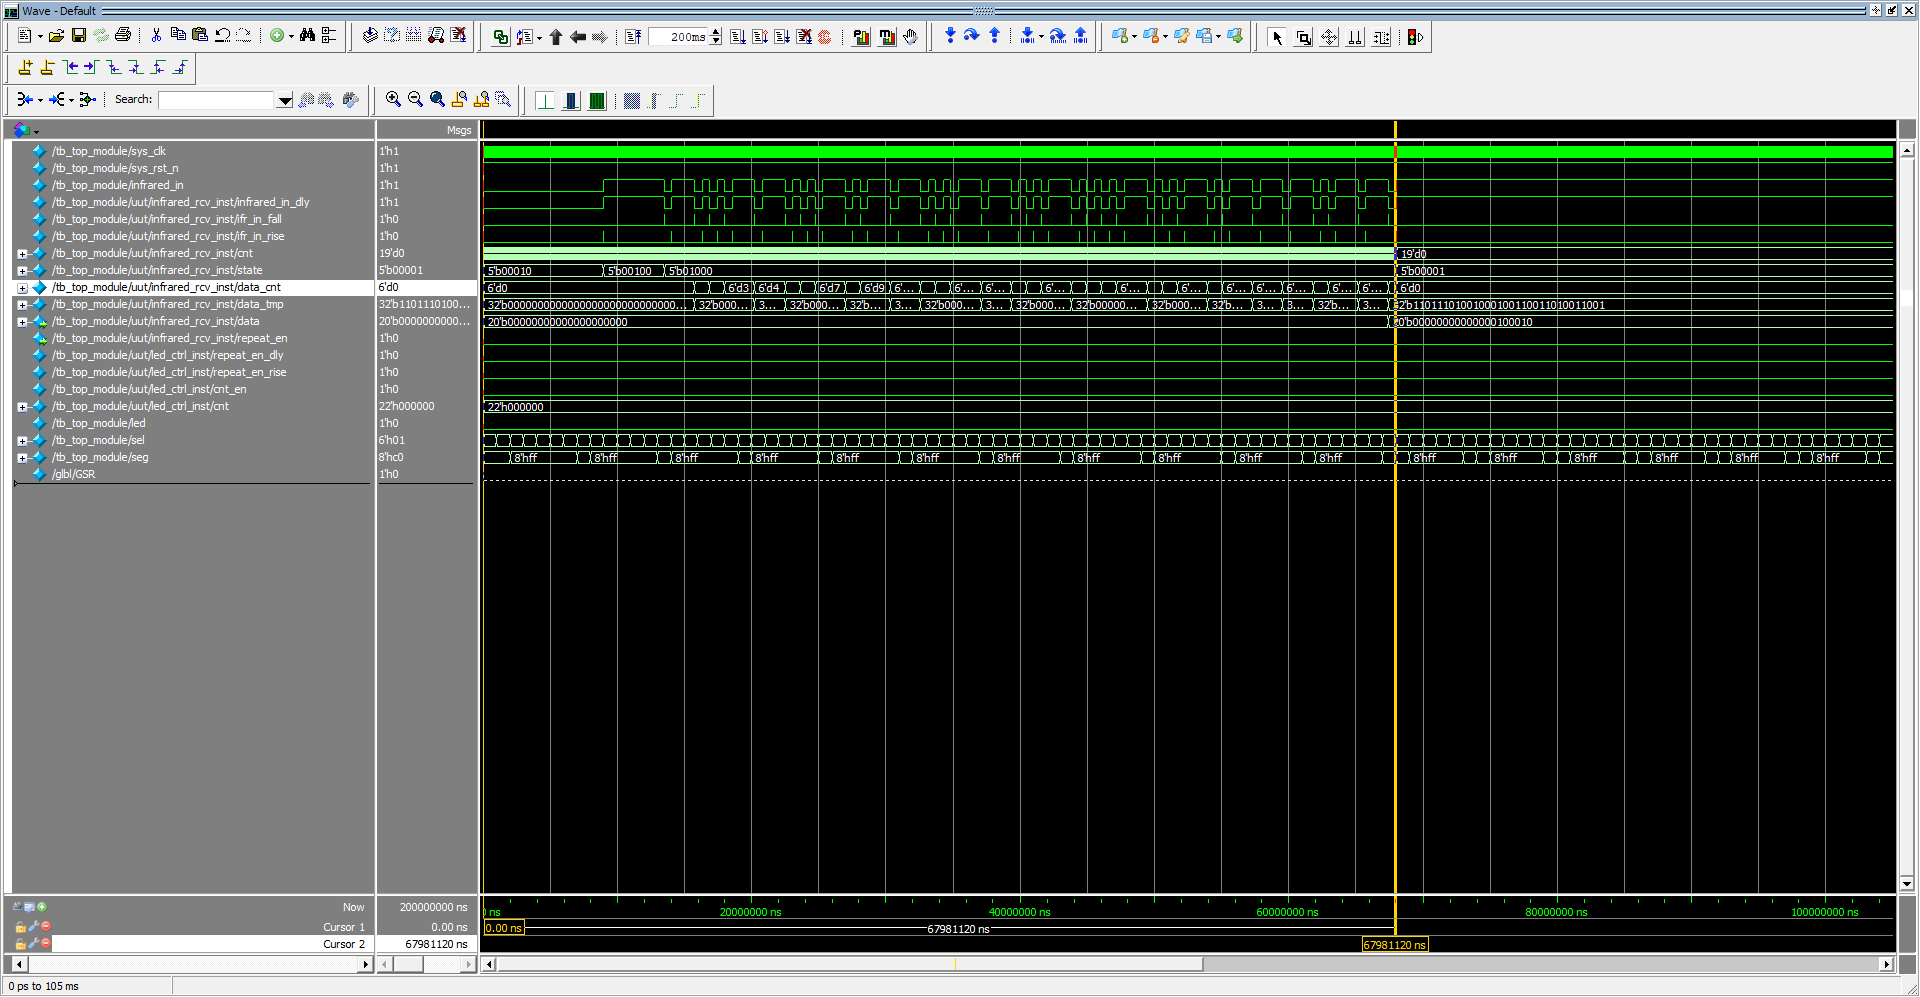 Wave - Default
200ms
Search:
Msgs
/tb_top_module/sys_clk 1'h1
/tb_top_module/sys_rst_n 1'h1
/tb_top_module/infrared_in 1'h1
/tb_top_module/uut/infrared_rcv_inst/infrared_in_dly 1'h1
/tb_top_module/uut/infrared_rcv_inst/ifr_in_fall 1'h0
/tb_top_module/uut/infrared_rcv_inst/ifr_in_rise 1'h0
/tb_top_module/uut/infrared_rcv_inst/cnt 19'd0 19'd0
/tb_top_module/uut/infrared_rcv_inst/state 5'b00001 5'b00010 5'b00100 5'b01000 5'b00001
/tb_top_module/uut/infrared_rcv_inst/data_cnt 6'd0 6'd0 6'd3 6'd4 6'd7 6'd9 6'... 6'... 6'... 6'... 6'... 6'... 6'... 6'... 6'... 6'... 6'... 6'd0
/tb_top_module/uut/infrared_rcv_inst/data_tmp 32'b1101110100... 32'b0000000000000000000000000000... 32'b000... 3... 32'b000... 32'b... 3... 32'b000... 3... 32'b000... 32'b00000... 32'b000... 32'b... 3... 3... 32'b... 3... 32'b11011101001000100110011010011001
/tb_top_module/uut/infrared_rcv_inst/data 20'b0000000000... 20'b00000000000000000000 20'b00000000000000100010
/tb_top_module/uut/infrared_rcv_inst/repeat_en 1'h0
/tb_top_module/uut/led_ctrl_inst/repeat_en_dly 1'h0
/tb_top_module/uut/led_ctrl_inst/repeat_en_rise 1'h0
/tb_top_module/uut/led_ctrl_inst/cnt_en 1'h0
/tb_top_module/uut/led_ctrl_inst/cnt 22'h000000 22'h000000
/tb_top_module/led 1'h0
/tb_top_module/sel 6'h01
/tb_top_module/seg 8'hc0 8'hff 8'hff 8'hff 8'hff 8'hff 8'hff 8'hff 8'hff 8'hff 8'hff 8'hff 8'hff 8'hff 8'hff 8'hff 8'hff 8'hff
/glbl/GSR 1'h0
Now 200000000 ns ns 20000000 ns 40000000 ns 60000000 ns 80000000 ns 100000000 ns
Cursor 1 0.00 ns 0.00 ns 67981120 ns
Cursor 2 67981120 ns 67981120 ns
0 ps to 105 ms